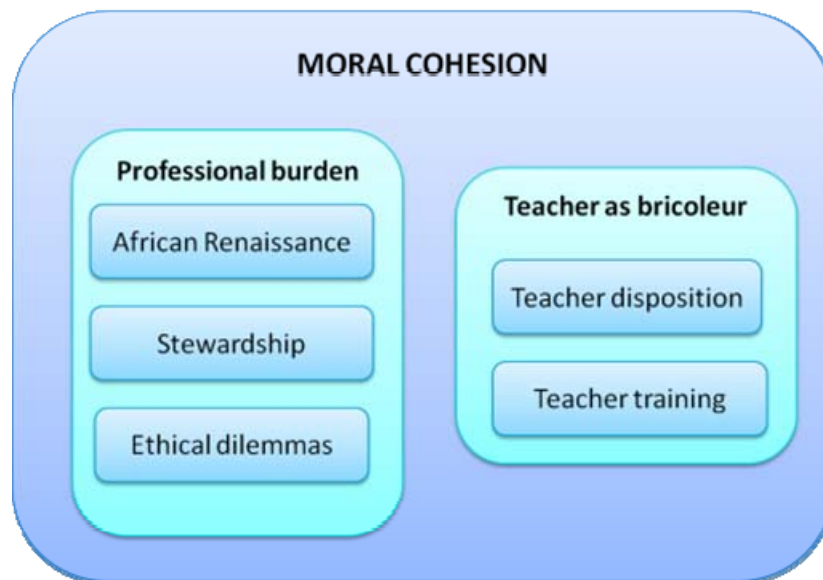 MORAL COHESION
Professional burden
African Renaissance
Stewardship
Ethical dilemmas
Teacher as bricoleur
Teacher disposition
Teacher training